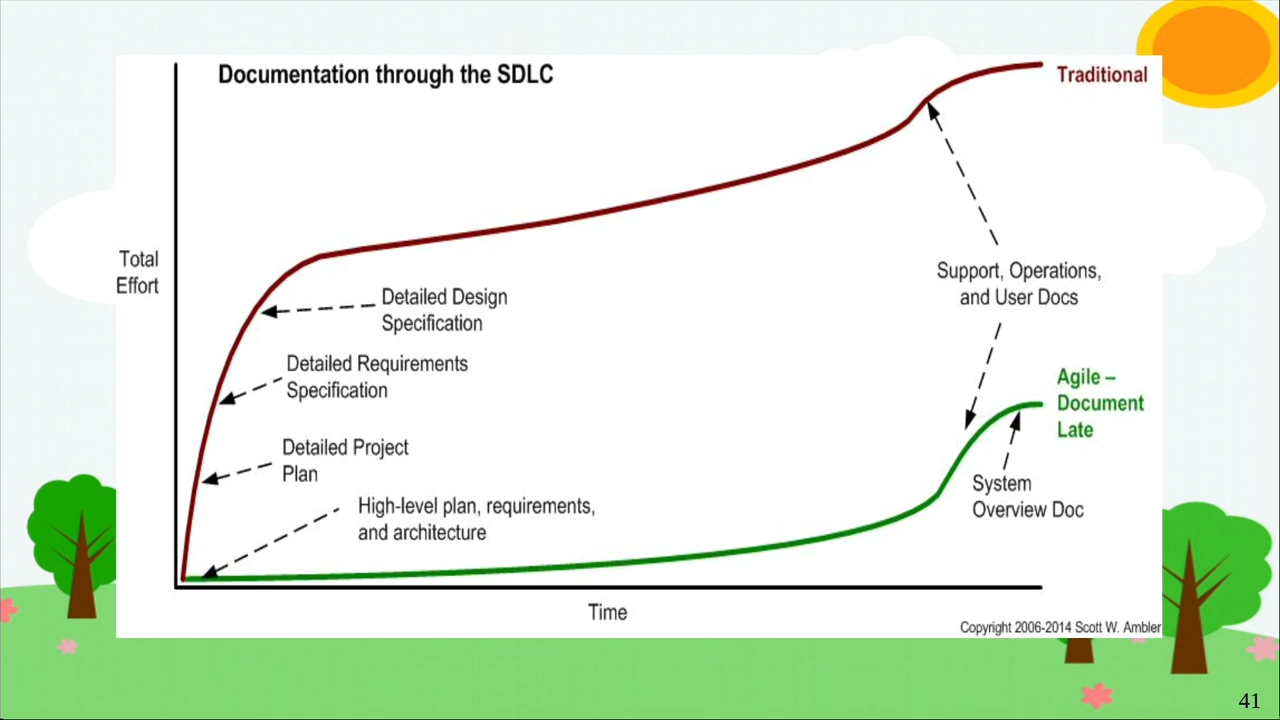 Documentation through the SDLC
Traditional
Total
Effort
Support, Operations,
and User Docs
Detailed Design
Specification
Detailed Requirements
Specification
Agile –
Document
Late
Detailed Project
Plan
System
Overview Doc
High-level plan, requirements,
and architecture
Time
Copyright 2006-2014 Scott W. Ambler
41